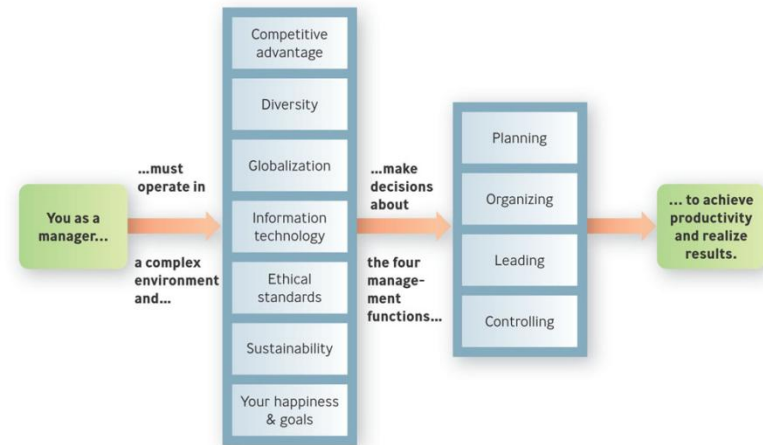 You as a
manager...
...must
operate in
a complex
environment
and...
Competitive
advantage
Diversity
Globalization
Information
technology
Ethical
standards
Sustainability
Your happiness
& goals
...make
decisions
about
the four
manage-
ment
functions...
Planning
Organizing
Leading
Controlling
... to achieve
productivity
and realize
results.